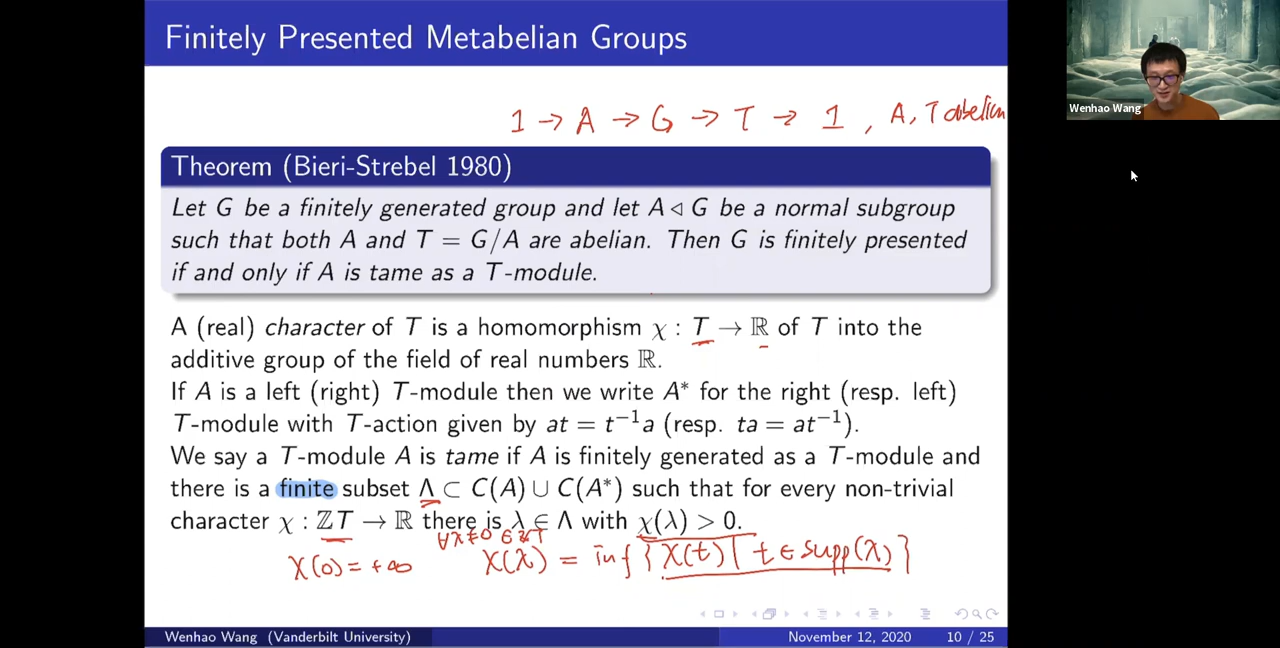 Finitely Presented Metabelian Groups
1 → A → G → T → 1 , A, T abelian
Wenhao Wang
Theorem (Bieri-Strebel 1980)
Let G be a finitely generated group and let A ◁ G be a normal subgroup
such that both A and T = G/A are abelian. Then G is finitely presented
if and only if A is tame as a T-module.
A (real) character of T is a homomorphism χ : T → ℝ of T into the
additive group of the field of real numbers ℝ.
If A is a left (right) T-module then we write A* for the right (resp. left)
T-module with T-action given by at = t⁻¹a (resp. ta = at⁻¹).
We say a T-module A is tame if A is finitely generated as a T-module and
there is a finite subset Λ ⊂ C(A) ∪ C(A*) such that for every non-trivial
character χ : ℤT → ℝ there is λ ∈ Λ with χ(λ) > 0.
∀λ≠0 ∈ ℤT
χ(0) = +∞ χ(λ) = inf { χ(t) | t ∈ supp(λ) }
Wenhao Wang (Vanderbilt University) November 12, 2020 10 / 25